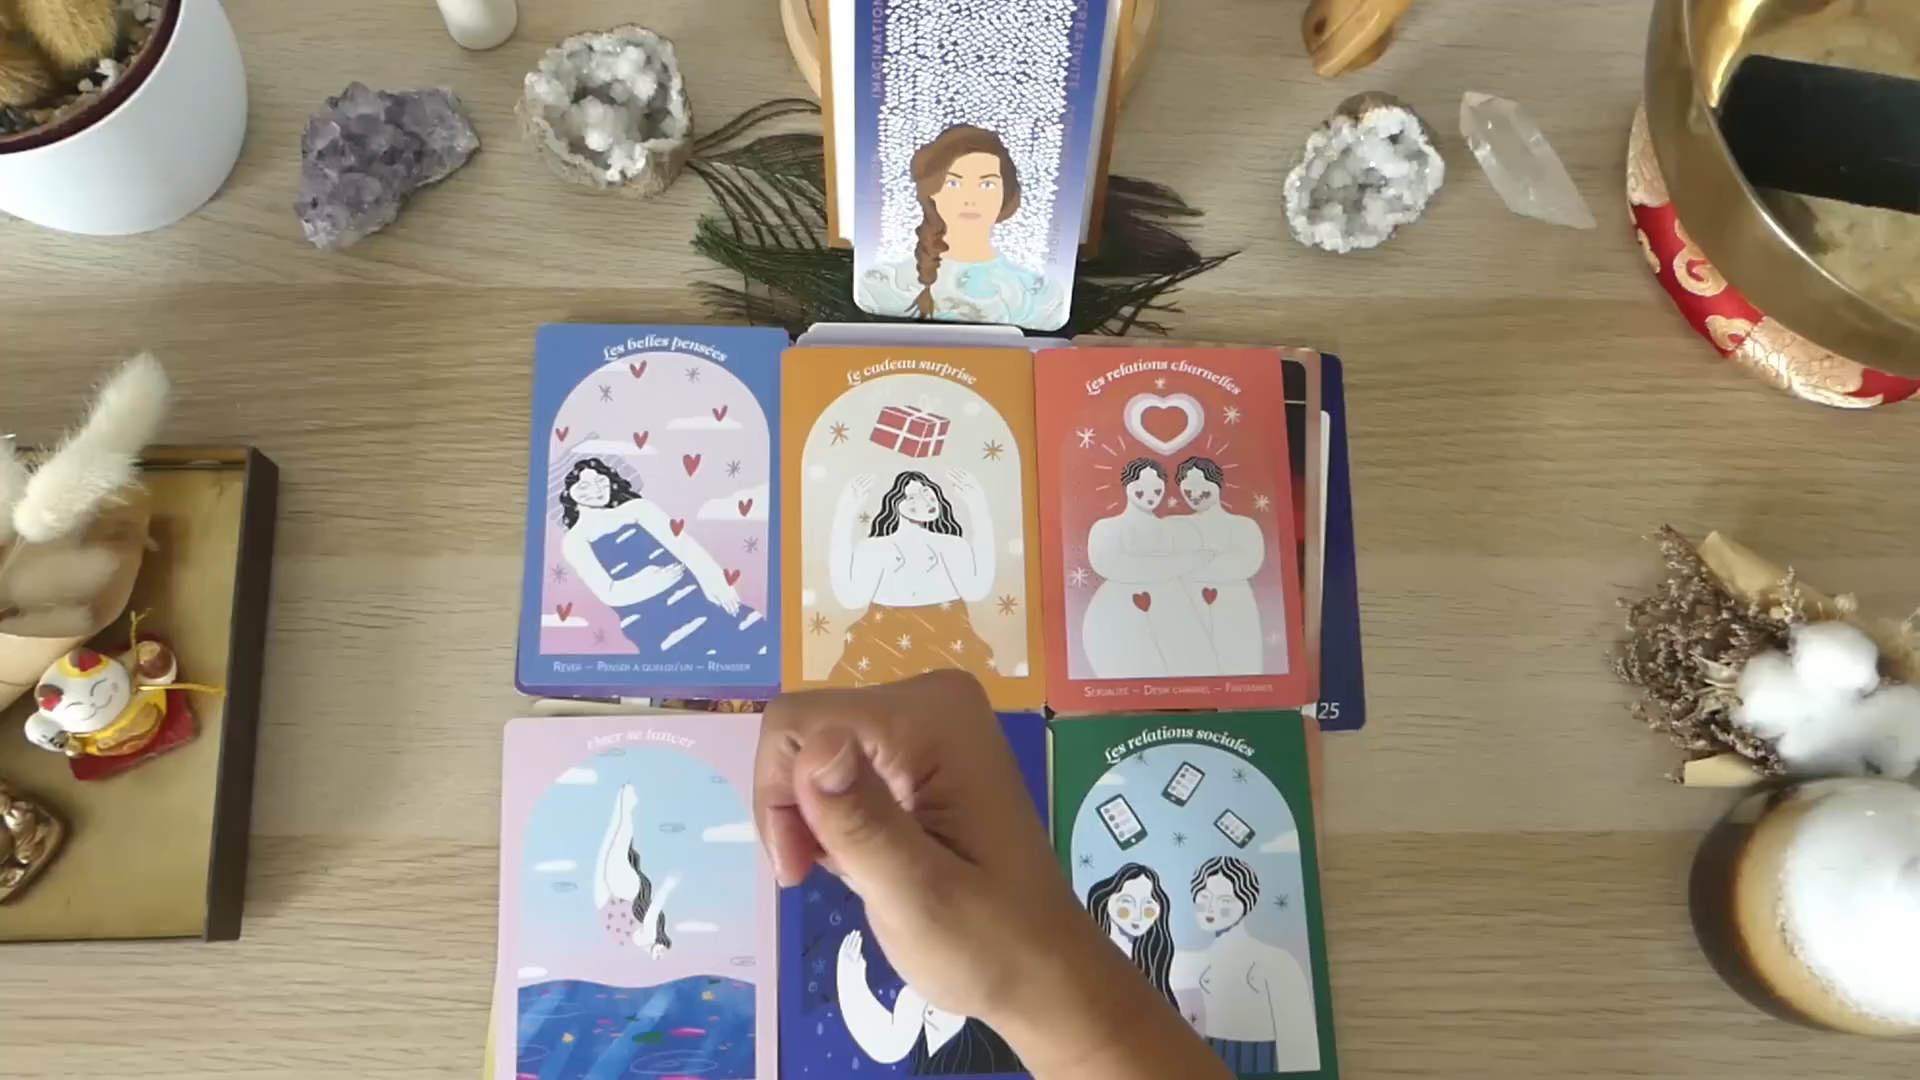 IMAGINATION
CRÉATIVITÉ
Les belles pensées
Le cadeau surprise
Les relations charnelles
RÊVER — PENSER À QUELQU'UN — RÊVASSER
SEXUALITÉ — DÉSIR CHARNEL — FANTASMER
25
Oser se lancer
Les relations sociales